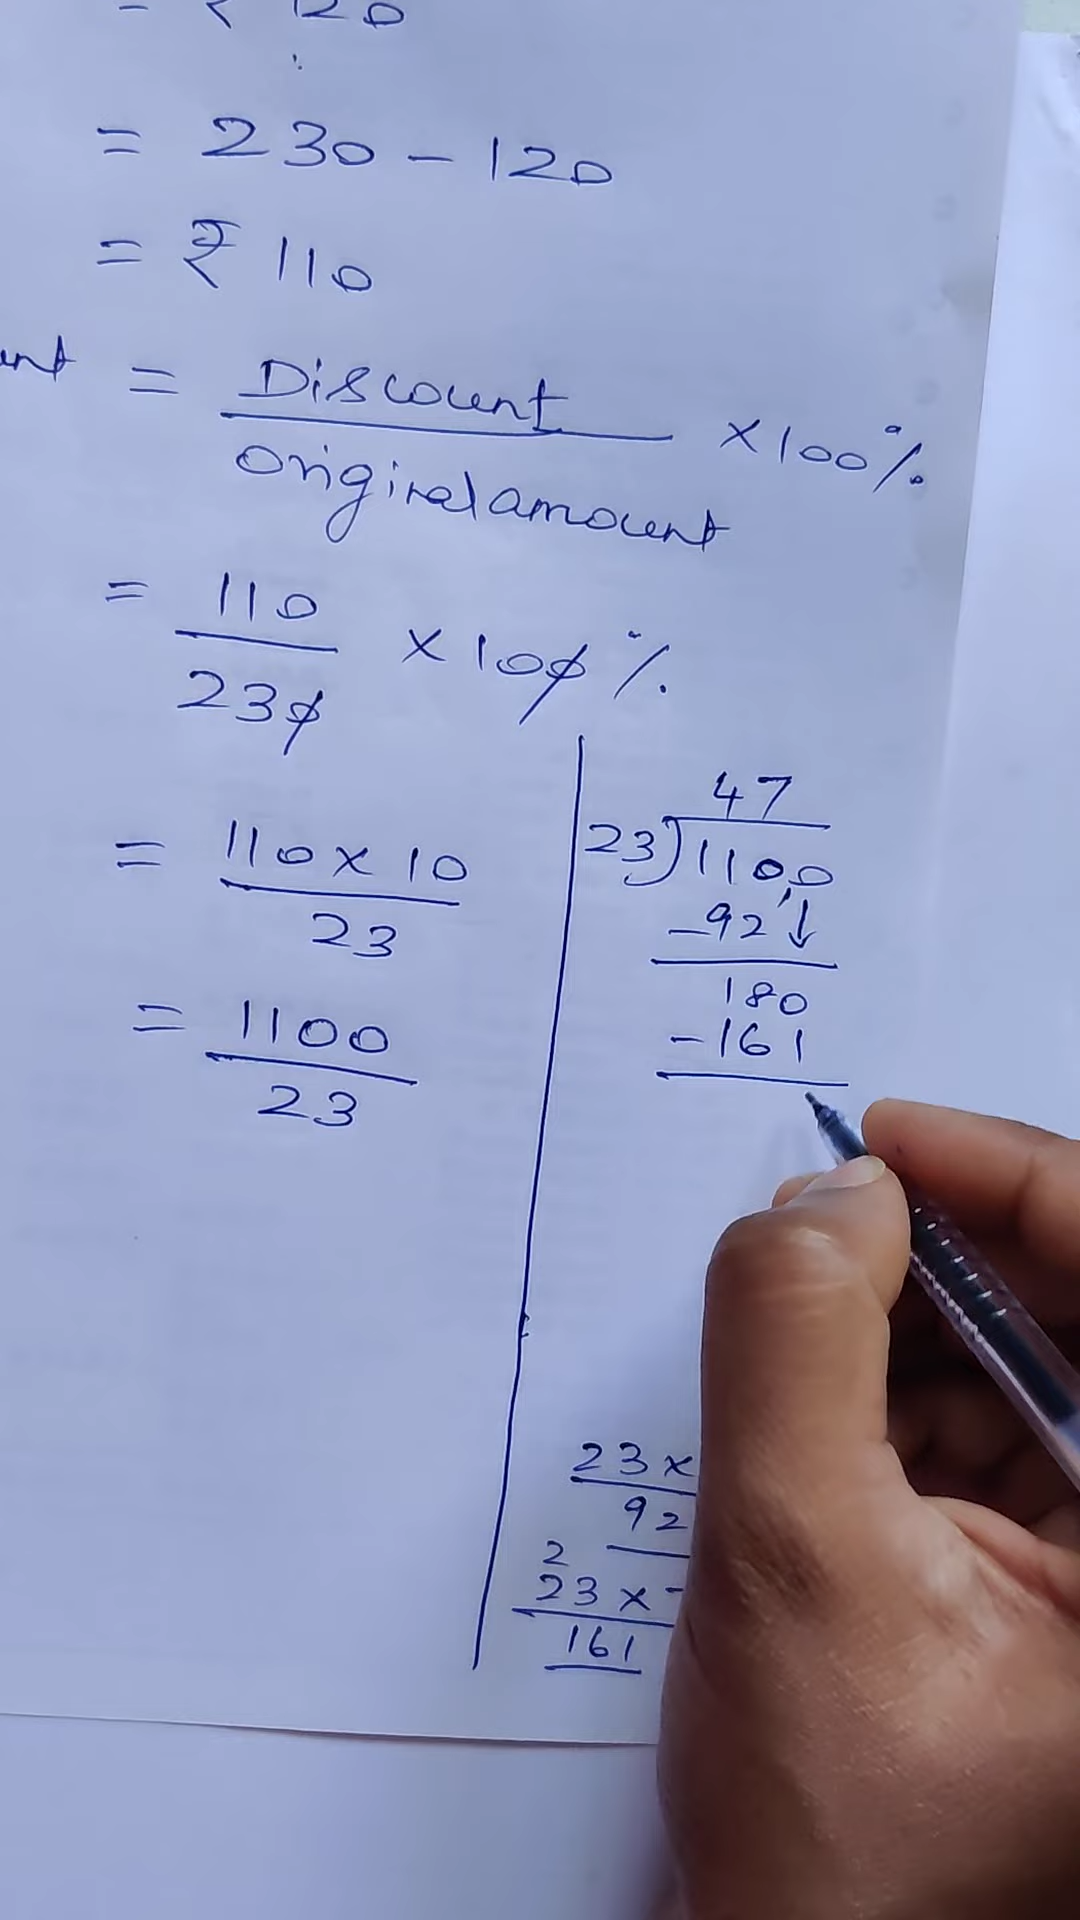 = ₹ 120
= 230 - 120
= ₹ 110
= Discount / original amount × 100%
= 110 / 230 × 100 %
= 110 × 10 / 23
= 1100 / 23
47
23)1100
-92↓
180
-161
23×
92
2
23×
161